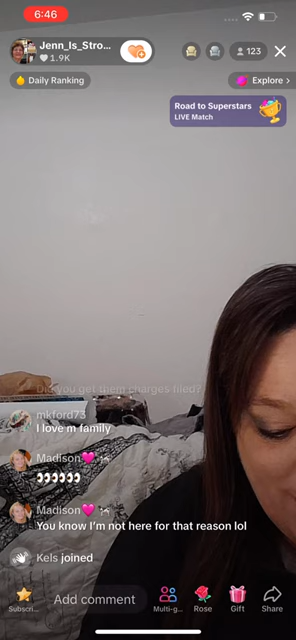 6:46
Jenn_Is_Stro...
1.9K
123
Daily Ranking
Explore >
Road to Superstars
LIVE Match
Did you get them charges filed?
mkford73
I love m family
Madison
Madison
You know I'm not here for that reason lol
Kels joined
Subscri...
Add comment
Multi-g...
Rose
Gift
Share